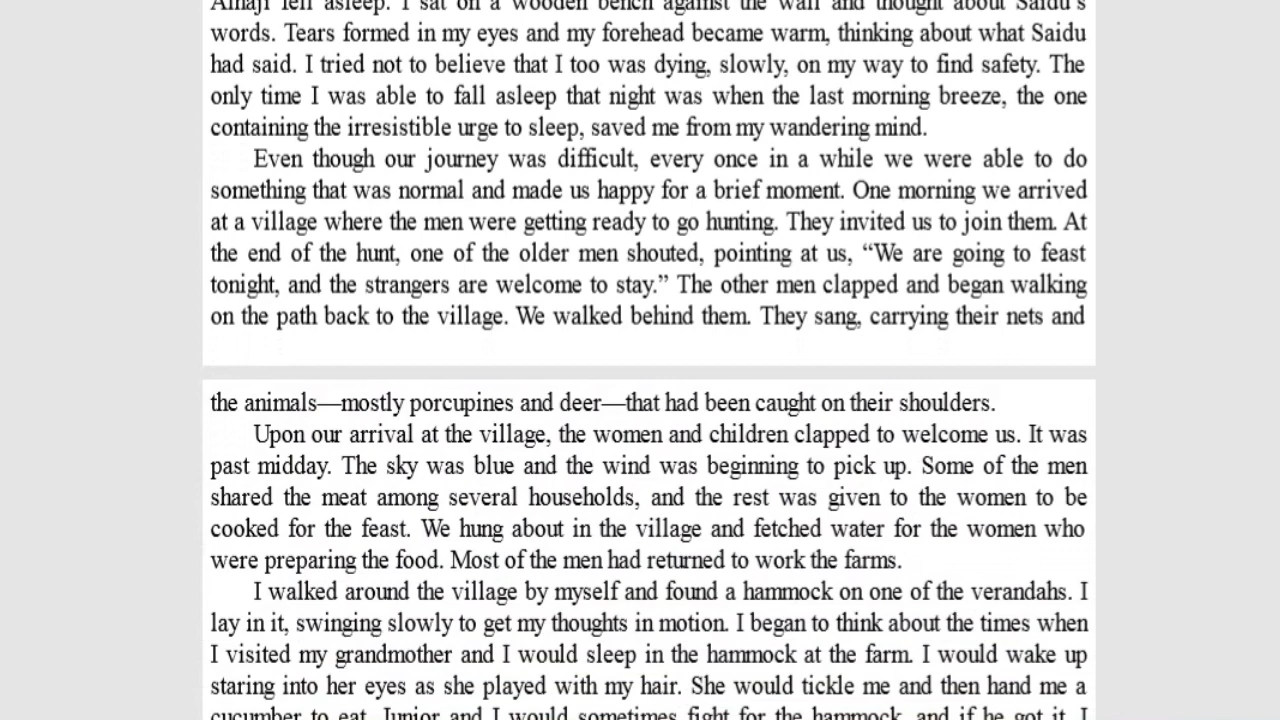 Alhaji fell asleep. I sat on a wooden bench against the wall and thought about Saidu's
words. Tears formed in my eyes and my forehead became warm, thinking about what Saidu
had said. I tried not to believe that I too was dying, slowly, on my way to find safety. The
only time I was able to fall asleep that night was when the last morning breeze, the one
containing the irresistible urge to sleep, saved me from my wandering mind.
Even though our journey was difficult, every once in a while we were able to do
something that was normal and made us happy for a brief moment. One morning we arrived
at a village where the men were getting ready to go hunting. They invited us to join them. At
the end of the hunt, one of the older men shouted, pointing at us, “We are going to feast
tonight, and the strangers are welcome to stay.” The other men clapped and began walking
on the path back to the village. We walked behind them. They sang, carrying their nets and
the animals—mostly porcupines and deer—that had been caught on their shoulders.
Upon our arrival at the village, the women and children clapped to welcome us. It was
past midday. The sky was blue and the wind was beginning to pick up. Some of the men
shared the meat among several households, and the rest was given to the women to be
cooked for the feast. We hung about in the village and fetched water for the women who
were preparing the food. Most of the men had returned to work the farms.
I walked around the village by myself and found a hammock on one of the verandahs. I
lay in it, swinging slowly to get my thoughts in motion. I began to think about the times when
I visited my grandmother and I would sleep in the hammock at the farm. I would wake up
staring into her eyes as she played with my hair. She would tickle me and then hand me a
cucumber to eat. Junior and I would sometimes fight for the hammock, and if he got it, I